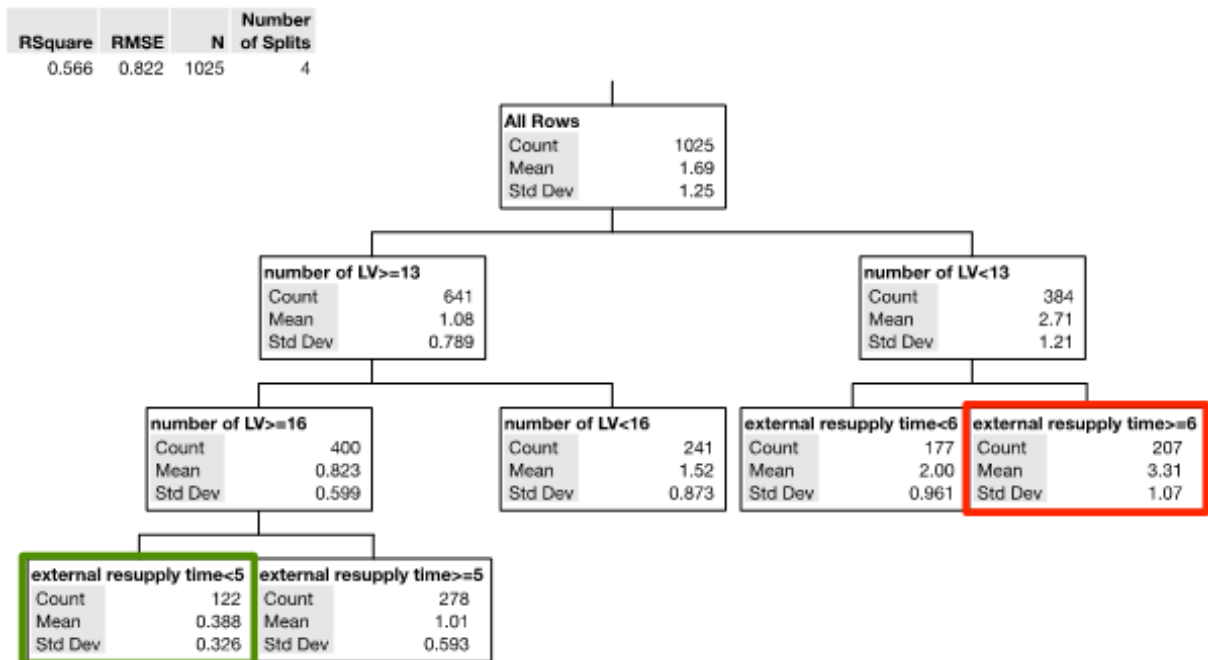 RSquare RMSE N Number of Splits
0.566 0.822 1025 4
All Rows
Count 1025
Mean 1.69
Std Dev 1.25
number of LV>=13
Count 641
Mean 1.08
Std Dev 0.789
number of LV<13
Count 384
Mean 2.71
Std Dev 1.21
number of LV>=16
Count 400
Mean 0.823
Std Dev 0.599
number of LV<16
Count 241
Mean 1.52
Std Dev 0.873
external resupply time<6
Count 177
Mean 2.00
Std Dev 0.961
external resupply time>=6
Count 207
Mean 3.31
Std Dev 1.07
external resupply time<5
Count 122
Mean 0.388
Std Dev 0.326
external resupply time>=5
Count 278
Mean 1.01
Std Dev 0.593